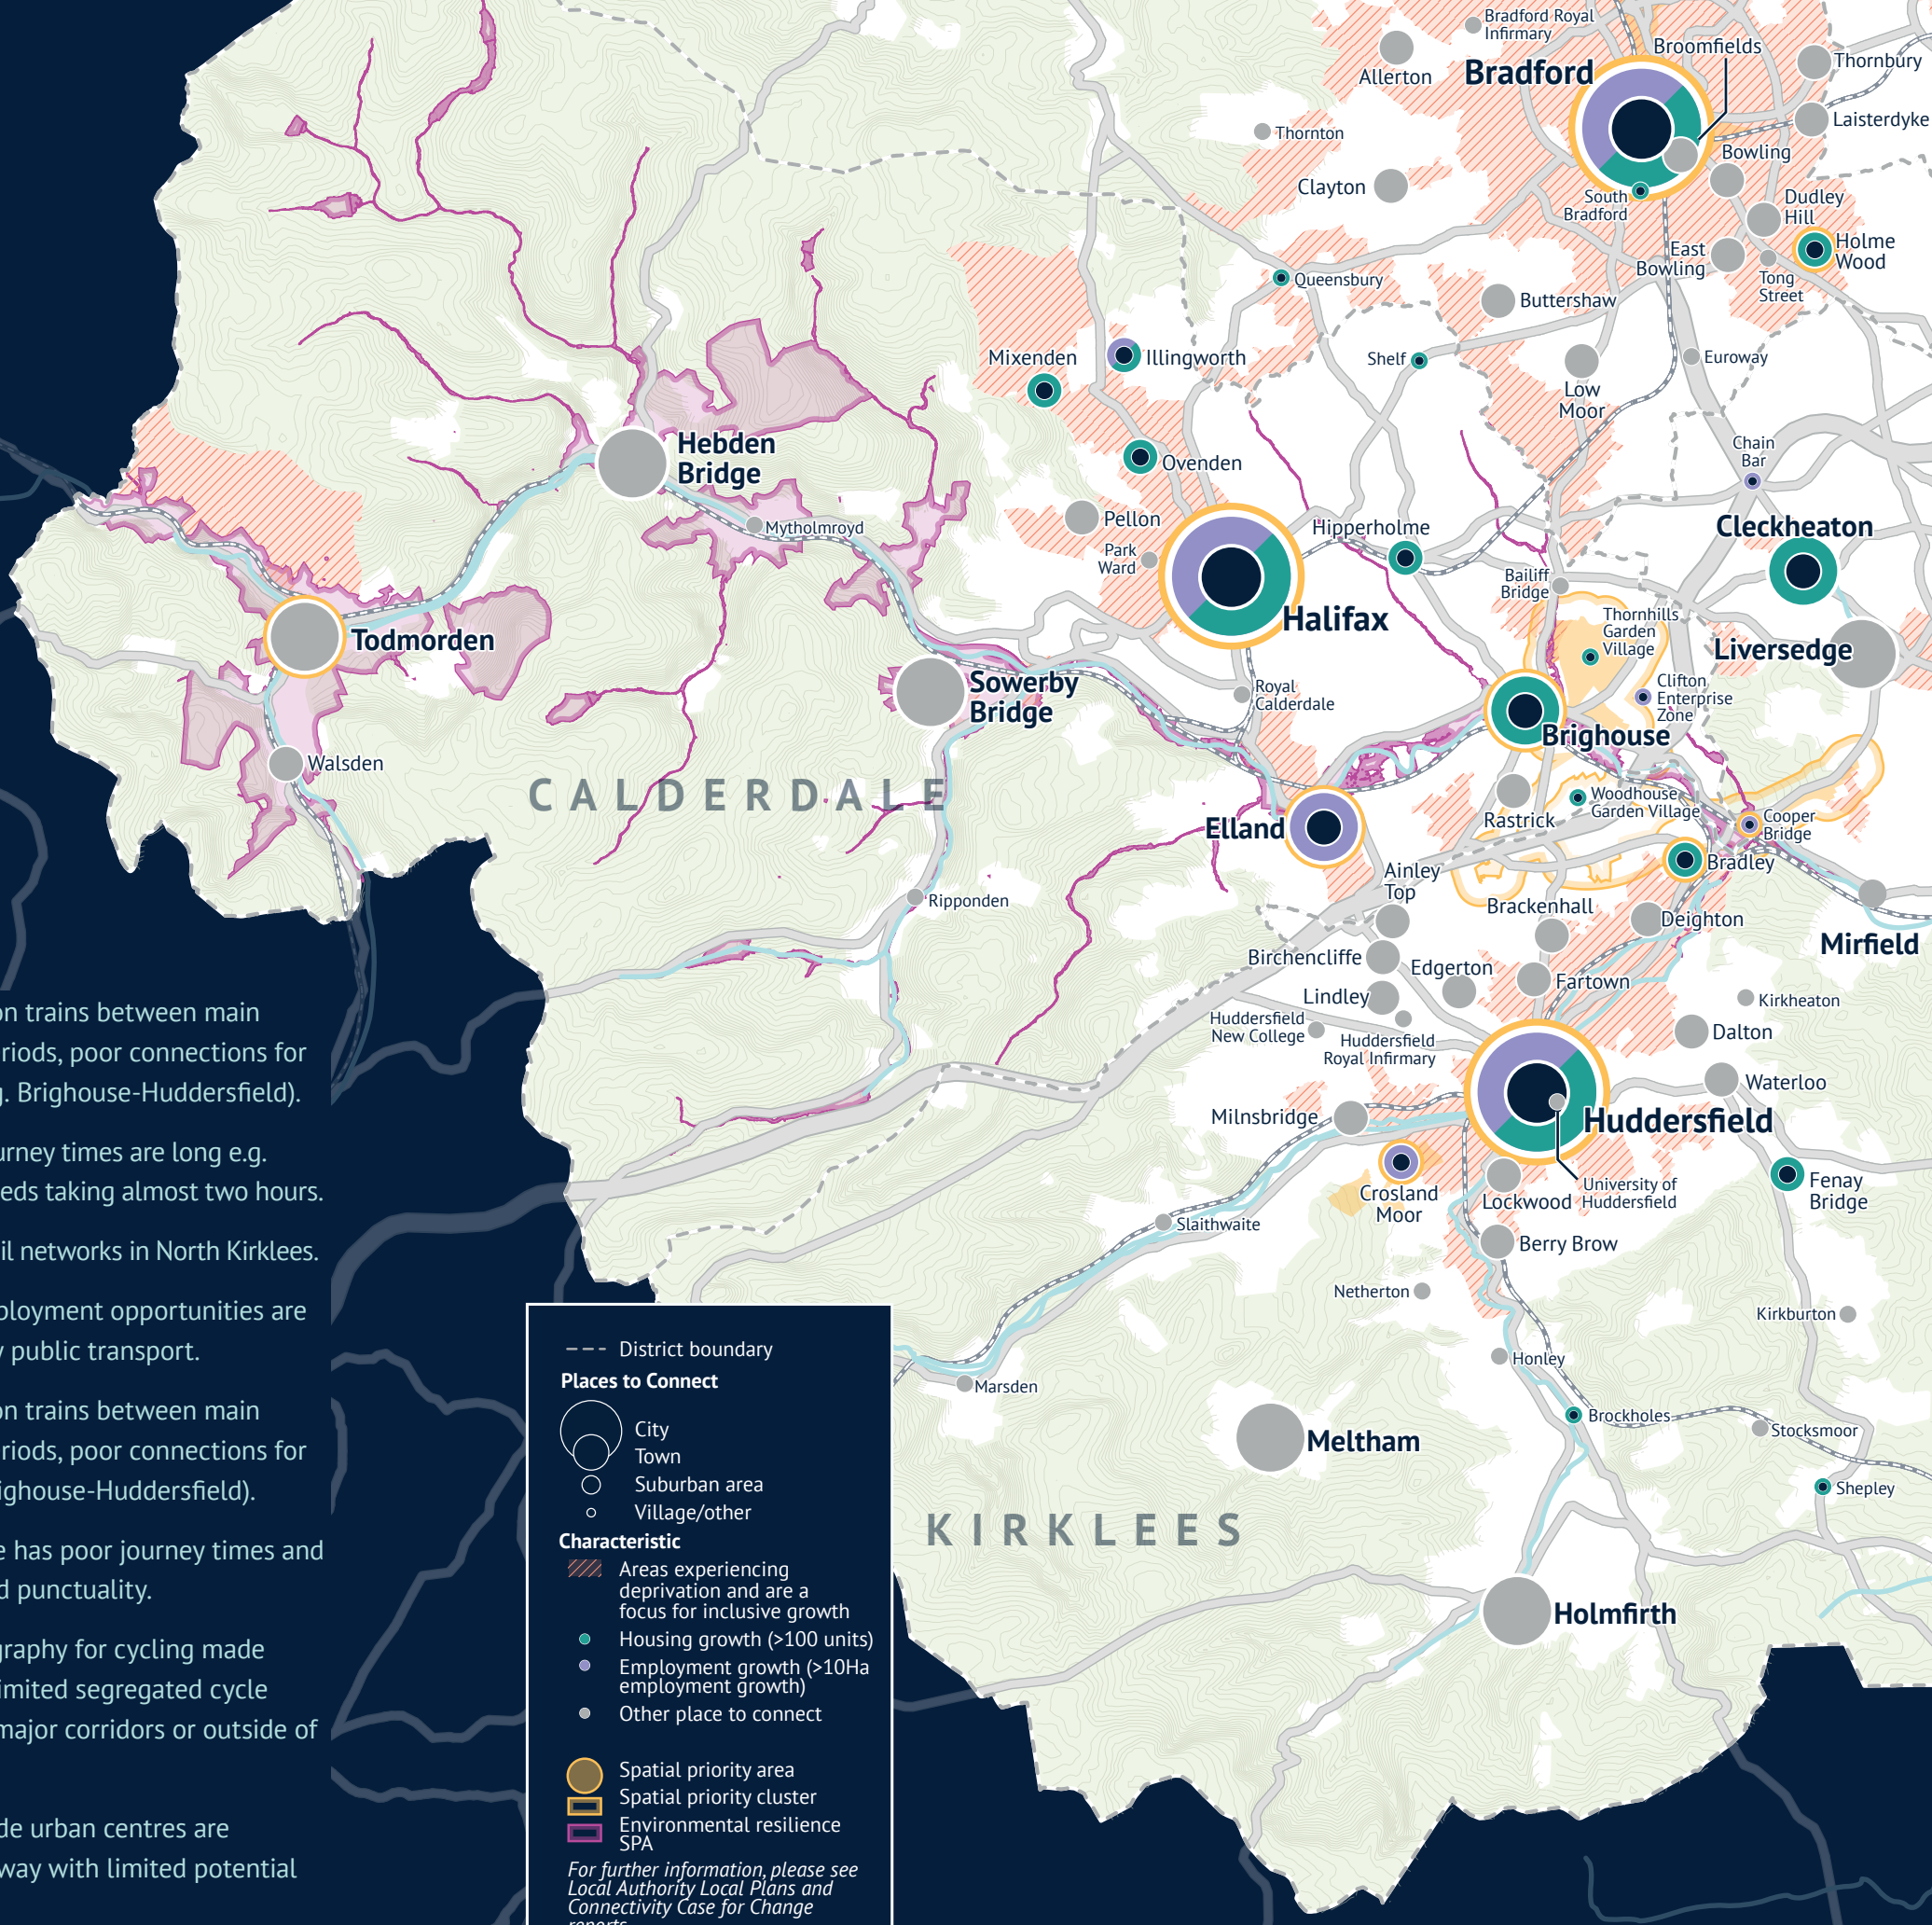 Bradford Royal
Infirmary
Broomfields
Bradford
Thornbury
Allerton
Thornton
Laisterdyke
Bowling
Clayton
South
Bradford
Dudley
Hill
Holme
Wood
East
Bowling
Tong
Street
Queensbury
Buttershaw
Mixenden
Illingworth
Shelf
Euroway
Low
Moor
Hebden
Bridge
Ovenden
Chain
Bar
Pellon
Mytholmroyd
Hipperholme
Cleckheaton
Park
Ward
Bailiff
Bridge
Halifax
Thornhills
Garden
Village
Todmorden
Liversedge
Sowerby
Bridge
Royal
Calderdale
Clifton
Enterprise
Zone
Brighouse
Walsden
CALDERDALE
Woodhouse
Garden Village
Rastrick
Elland
Cooper
Bridge
Bradley
Ainley
Top
Ripponden
Brackenhall
Deighton
Mirfield
Birchencliffe
Edgerton
Fartown
Lindley
Kirkheaton
Huddersfield
New College
Huddersfield
Royal Infirmary
Dalton
Waterloo
Milnsbridge
Huddersfield
Crosland
Moor
Lockwood
University of
Huddersfield
Fenay
Bridge
Slaithwaite
Berry Brow
Netherton
Kirkburton
Honley
Marsden
Brockholes
Stocksmoor
Meltham
Shepley
KIRKLEES
Holmfirth
on trains between main
riods, poor connections for
g. Brighouse-Huddersfield).
urney times are long e.g.
eds taking almost two hours.
il networks in North Kirklees.
ployment opportunities are
y public transport.
on trains between main
riods, poor connections for
ighouse-Huddersfield).
e has poor journey times and
d punctuality.
graphy for cycling made
limited segregated cycle
major corridors or outside of
de urban centres are
way with limited potential
District boundary
Places to Connect
City
Town
Suburban area
Village/other
Characteristic
Areas experiencing
deprivation and are a
focus for inclusive growth
Housing growth (>100 units)
Employment growth (>10Ha
employment growth)
Other place to connect
Spatial priority area
Spatial priority cluster
Environmental resilience
SPA
For further information, please see
Local Authority Local Plans and
Connectivity Case for Change
reports